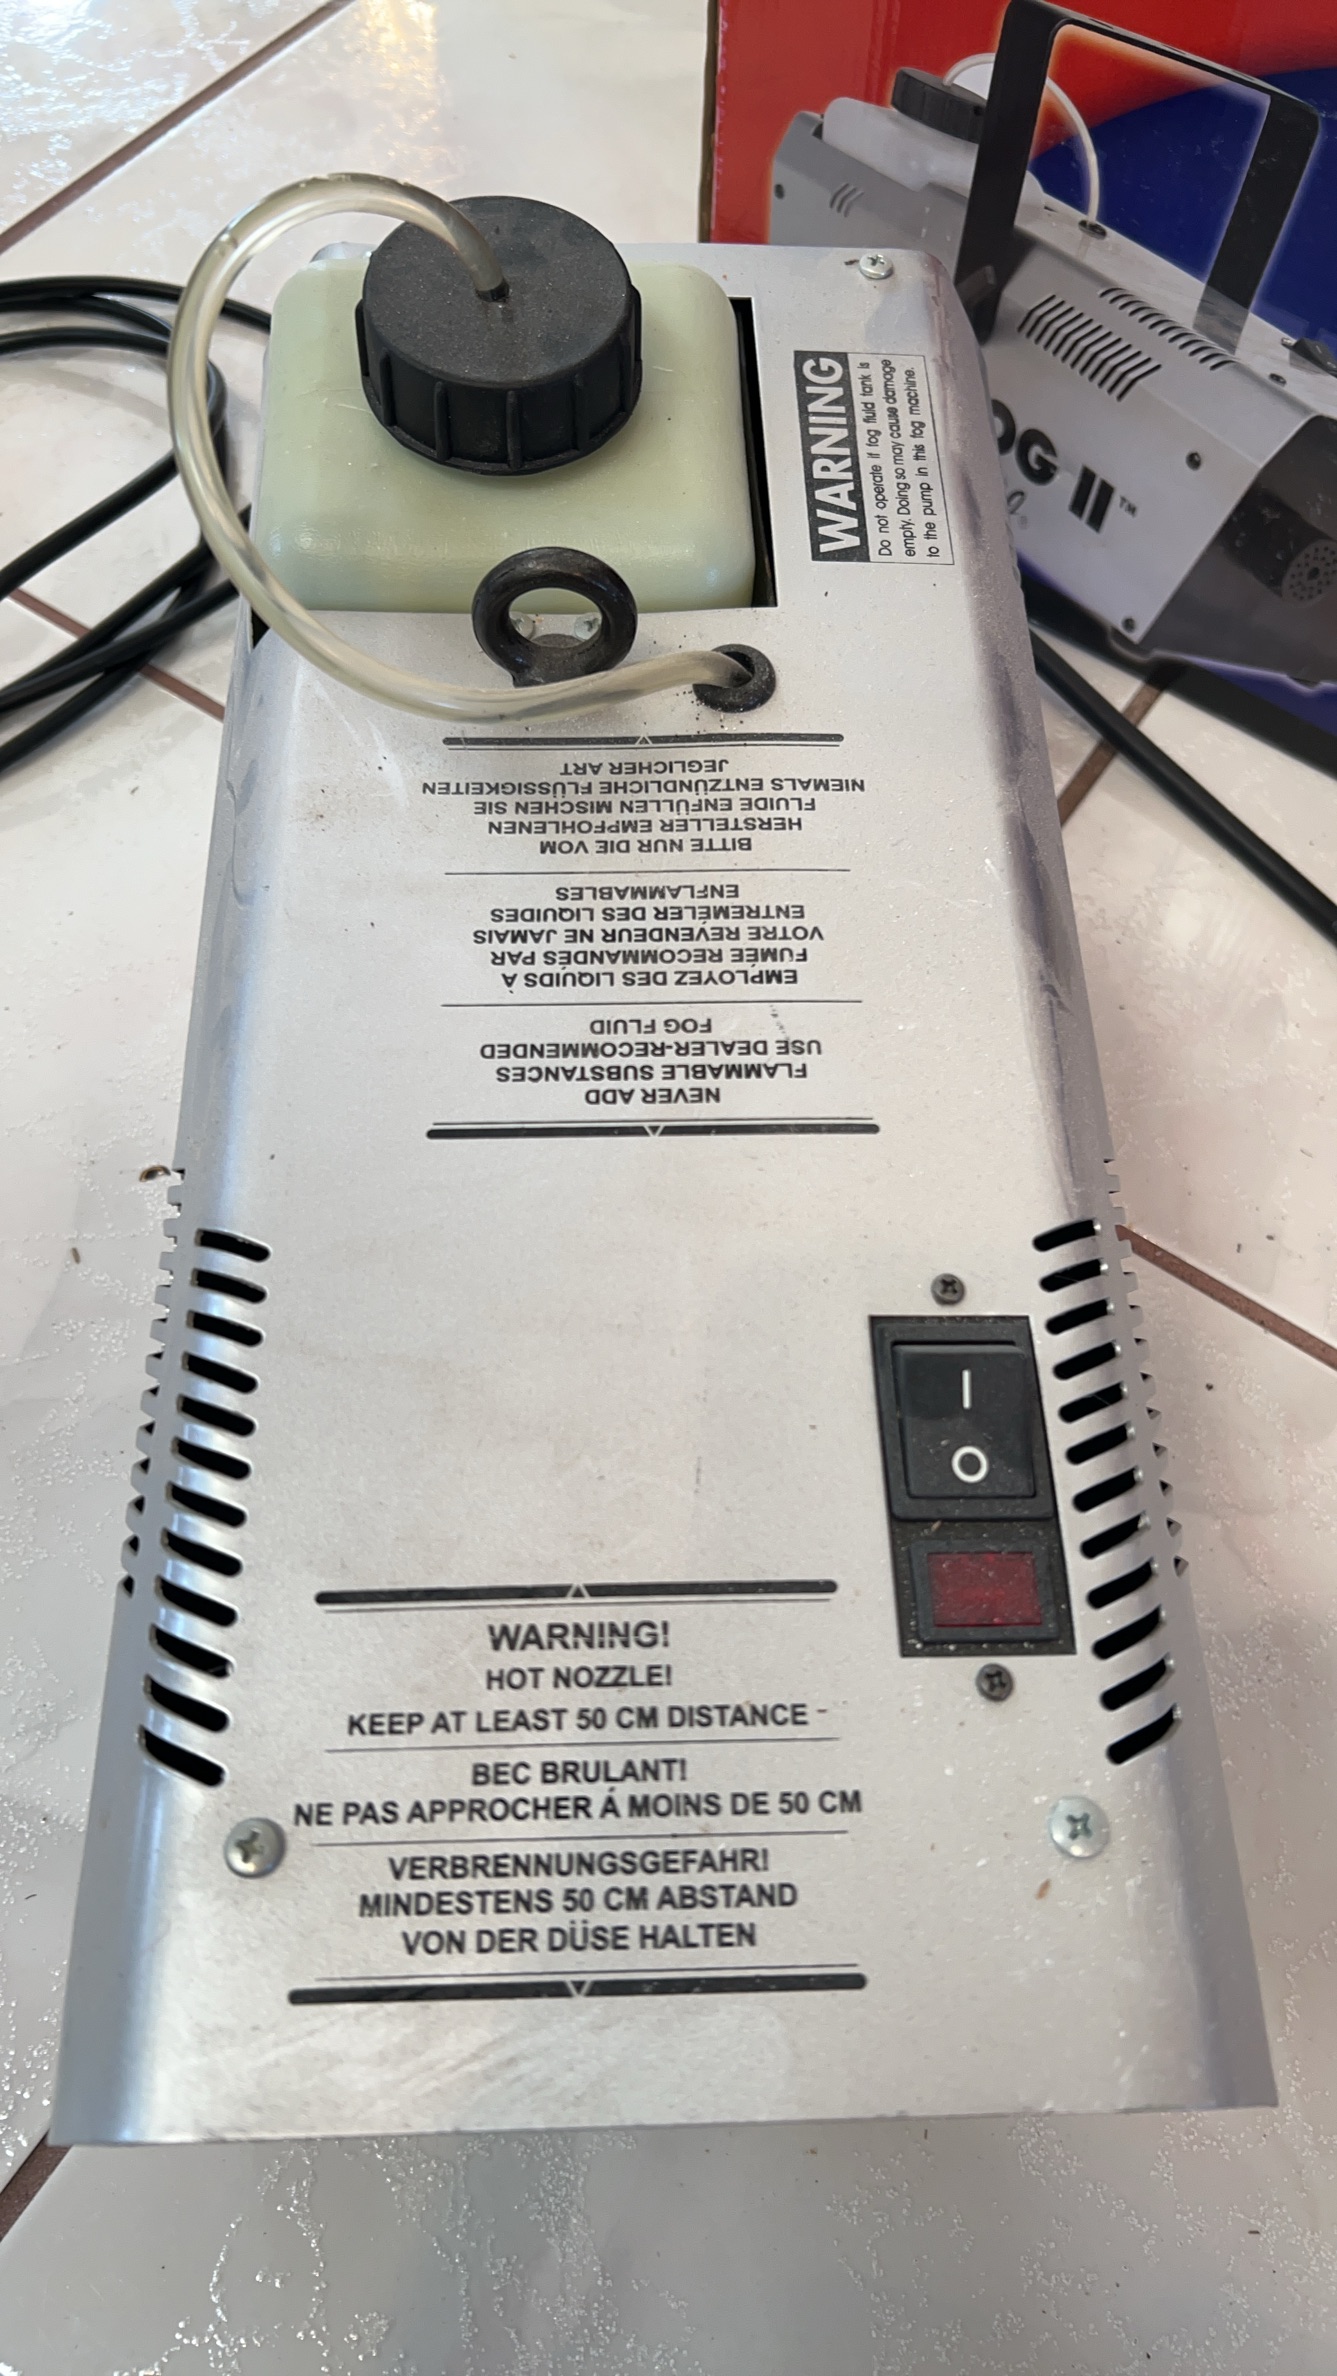 WARNING
Do not operate if fog fluid tank is
empty. Doing so may cause damage
to the pump in this fog machine.
OG II™
NEVER ADD
FLAMMABLE SUBSTANCES
USE DEALER-RECOMMENDED
FOG FLUID
EMPLOYEZ DES LIQUIDS À
FUMÉE RECOMMANDÉS PAR
VOTRE REVENDEUR NE JAMAIS
ENTREMÊLER DES LIQUIDES
ENFLAMMABLES
BITTE NUR DIE VOM
HERSTELLER EMPFOHLENEN
FLUIDE ENFÜLLEN MISCHEN SIE
NIEMALS ENTZÜNDLICHE FLÜSSIGKEITEN
JEGLICHER ART
I
O
WARNING!
HOT NOZZLE!
KEEP AT LEAST 50 CM DISTANCE -
BEC BRULANT!
NE PAS APPROCHER Á MOINS DE 50 CM
VERBRENNUNGSGEFAHR!
MINDESTENS 50 CM ABSTAND
VON DER DÜSE HALTEN